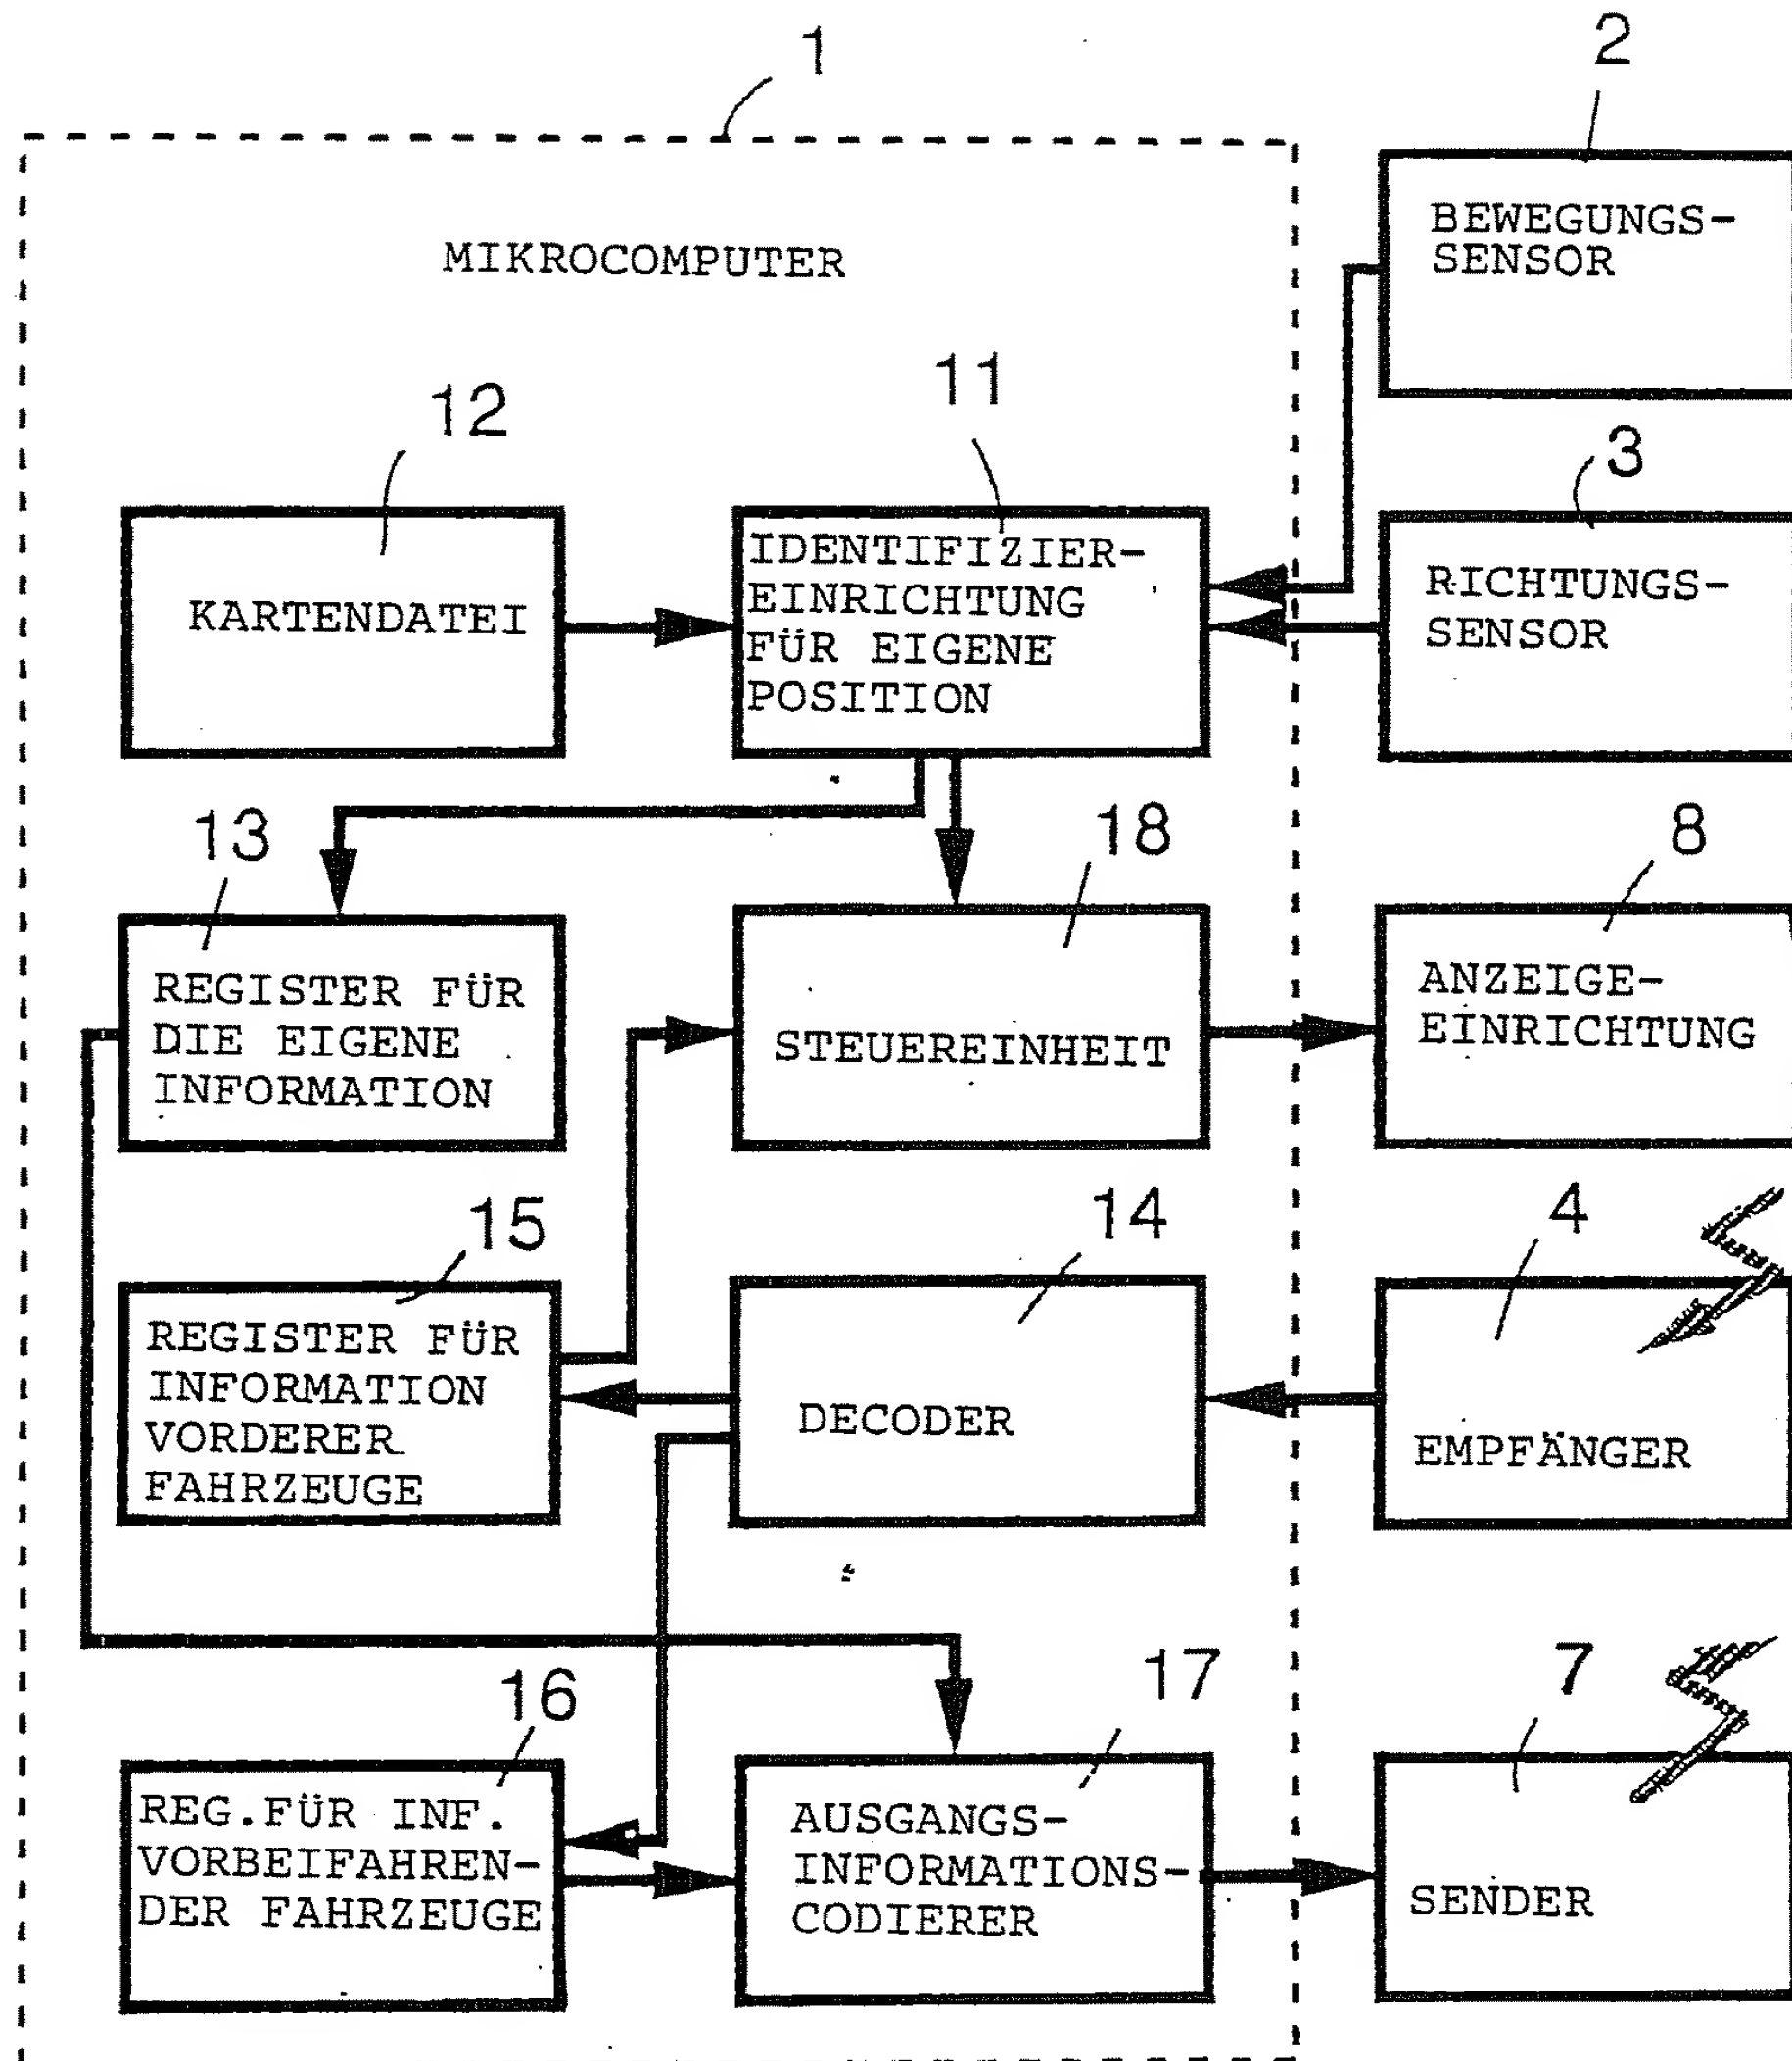 1
2
MIKROCOMPUTER
BEWEGUNGS-
SENSOR
12
11
3
KARTENDATEI
IDENTIFIZIER-
EINRICHTUNG
FÜR EIGENE
POSITION
RICHTUNGS-
SENSOR
13
18
8
REGISTER FÜR
DIE EIGENE
INFORMATION
STEUEREINHEIT
ANZEIGE-
EINRICHTUNG
15
14
4
REGISTER FÜR
INFORMATION
VORDERER
FAHRZEUGE
DECODER
EMPFÄNGER
16
17
7
REG.FÜR INF.
VORBEIFAHREN-
DER FAHRZEUGE
AUSGANGS-
INFORMATIONS-
CODIERER
SENDER